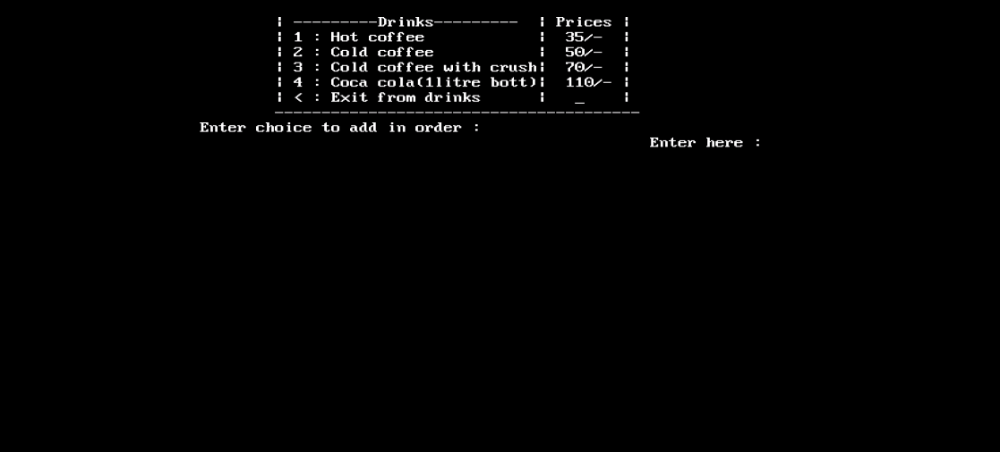 ¦ ---------Drinks---------  ¦ Prices ¦
¦ 1 : Hot coffee            ¦  35/-  ¦
¦ 2 : Cold coffee           ¦  50/-  ¦
¦ 3 : Cold coffee with crush¦  70/-  ¦
¦ 4 : Coca cola(1litre bott)¦  110/- ¦
¦ < : Exit from drinks      ¦   _    ¦
---------------------------------------
Enter choice to add in order :
Enter here :